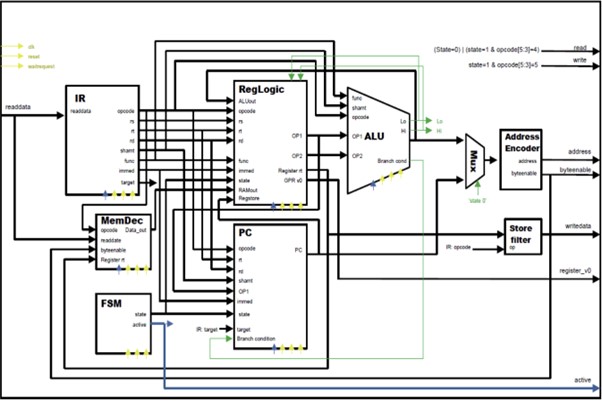 clk
reset
waitrequest
(State=0) | (state=1 & opcode[5:3]=4)
read
state=1 & opcode[5:3]=5
write
readdata
IR
readdata
opcode
rs
rt
rd
shamt
func
immed
target
MemDec
opcode
Data_out
readdata
byteenable
Register rt
FSM
state
active
RegLogic
ALUout
opcode
rs
rt
rd
func
immed
state
RAMout
Regstore
OP1
OP2
Register rt
GPR v0
PC
opcode
rt
rd
shamt
OP1
immed
state
IR: target
target
Branch condition
PC
func
shamt
opcode
ALU
OP1
OP2
Lo
Hi
Branch cond
Lo
Hi
Mux
Address
Encoder
address
byteenable
Store
filter
IR: opcode
op
address
byteenable
writedata
register_v0
active